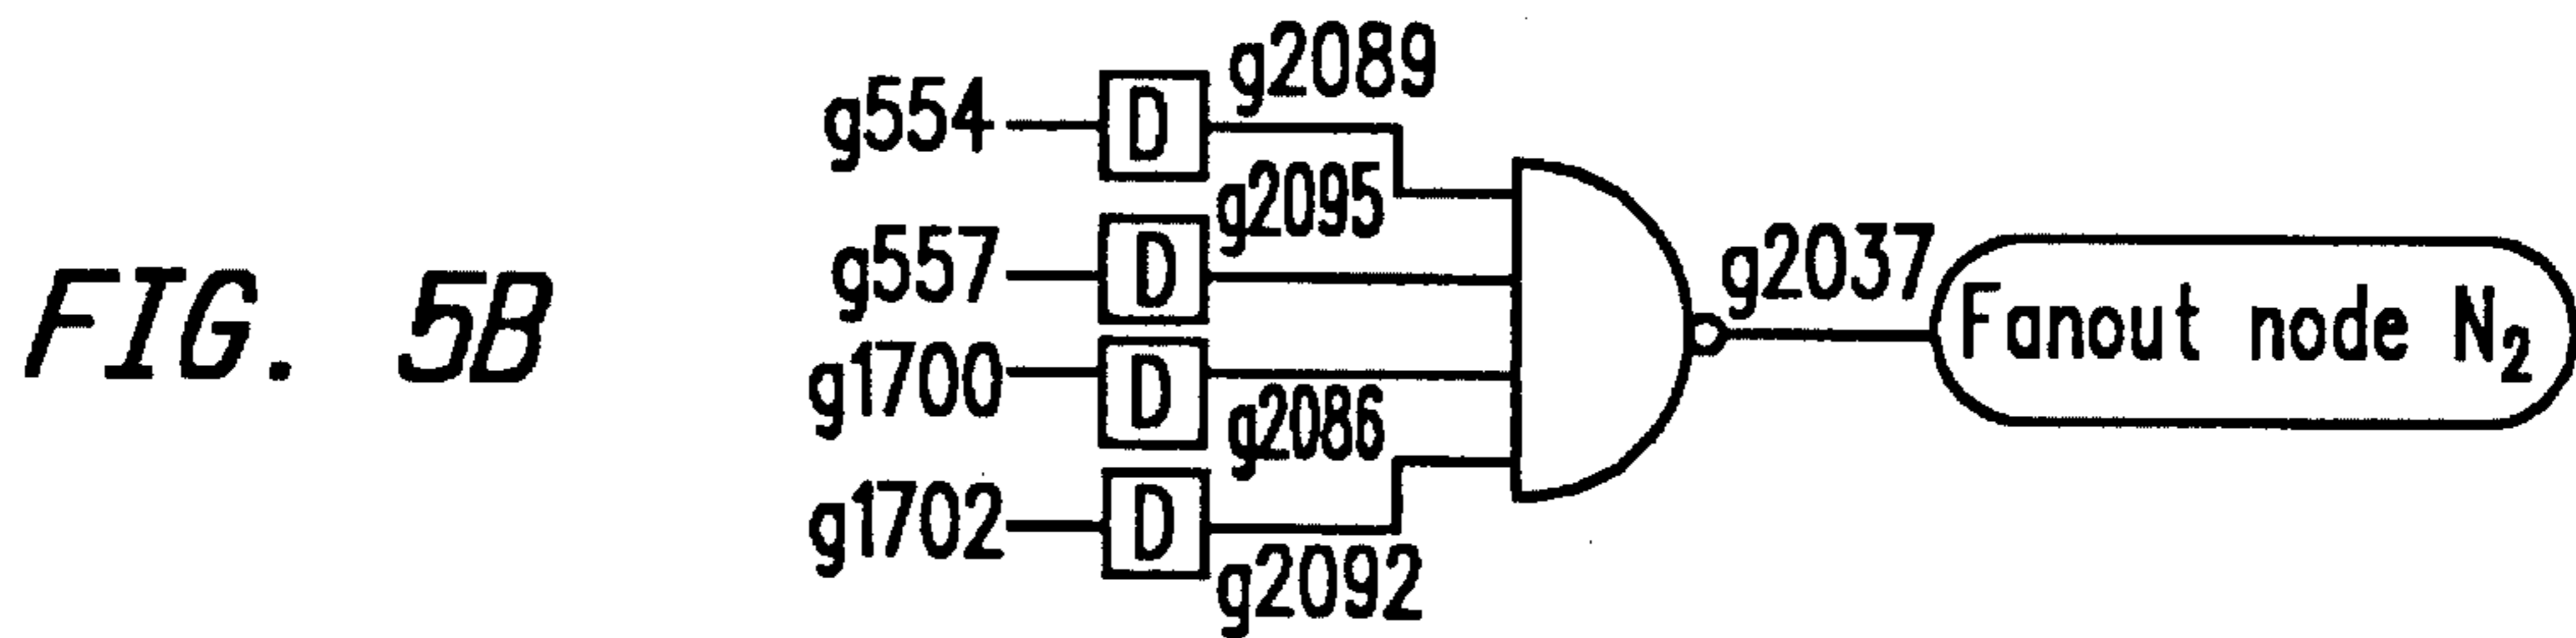 FIG. 5B
g554 D g2089
g2095
g557 D
g2037
Fanout node N₂
g1700 D
g2086
g1702 D
g2092